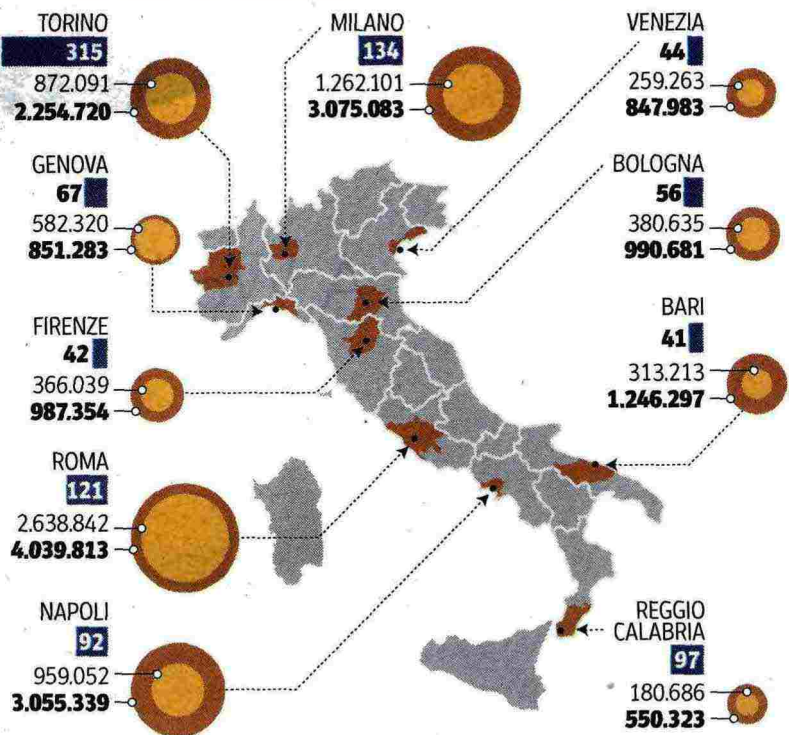 TORINO
315
872.091
2.254.720
MILANO
134
1.262.101
3.075.083
VENEZIA
44
259.263
847.983
GENOVA
67
582.320
851.283
BOLOGNA
56
380.635
990.681
FIRENZE
42
366.039
987.354
BARI
41
313.213
1.246.297
ROMA
121
2.638.842
4.039.813
NAPOLI
92
959.052
3.055.339
REGGIO
CALABRIA
97
180.686
550.323